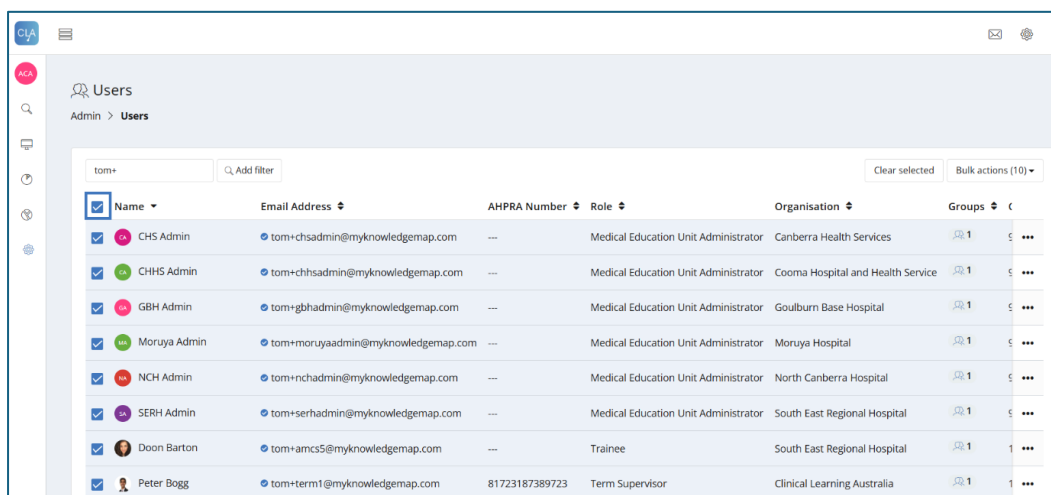 CLA
ACA
Users
Admin > Users
tom+ Add filter Clear selected Bulk actions (10)
Name Email Address AHPRA Number Role Organisation Groups
CA CHS Admin tom+chsadmin@myknowledgemap.com --- Medical Education Unit Administrator Canberra Health Services 1
CA CHHS Admin tom+chhsadmin@myknowledgemap.com --- Medical Education Unit Administrator Cooma Hospital and Health Service 1
GA GBH Admin tom+gbhadmin@myknowledgemap.com --- Medical Education Unit Administrator Goulburn Base Hospital 1
MA Moruya Admin tom+moruyaadmin@myknowledgemap.com --- Medical Education Unit Administrator Moruya Hospital 1
NA NCH Admin tom+nchadmin@myknowledgemap.com --- Medical Education Unit Administrator North Canberra Hospital 1
SA SERH Admin tom+serhadmin@myknowledgemap.com --- Medical Education Unit Administrator South East Regional Hospital 1
Doon Barton tom+amcs5@myknowledgemap.com --- Trainee South East Regional Hospital 1
Peter Bogg tom+term1@myknowledgemap.com 81723187389723 Term Supervisor Clinical Learning Australia 1